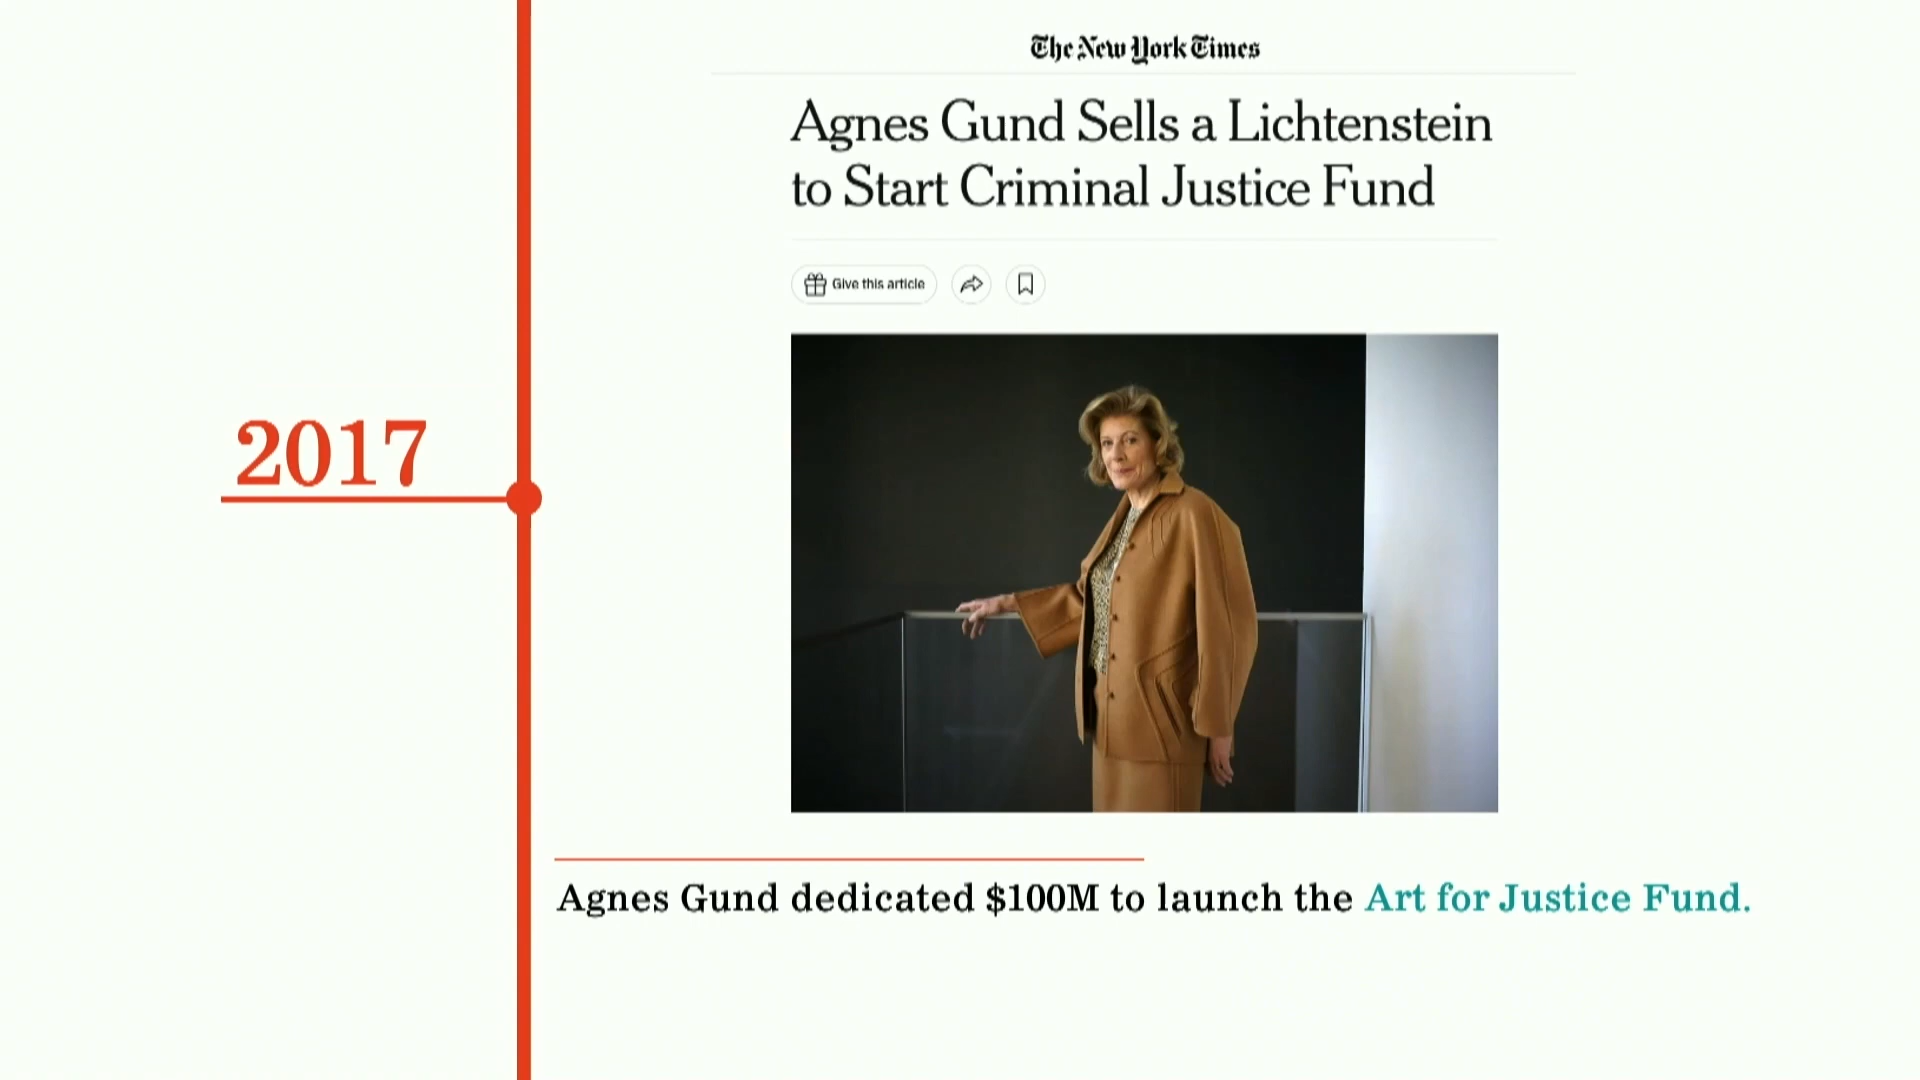 The New York Times
Agnes Gund Sells a Lichtenstein
to Start Criminal Justice Fund
Give this article
2017
Agnes Gund dedicated $100M to launch the Art for Justice Fund.